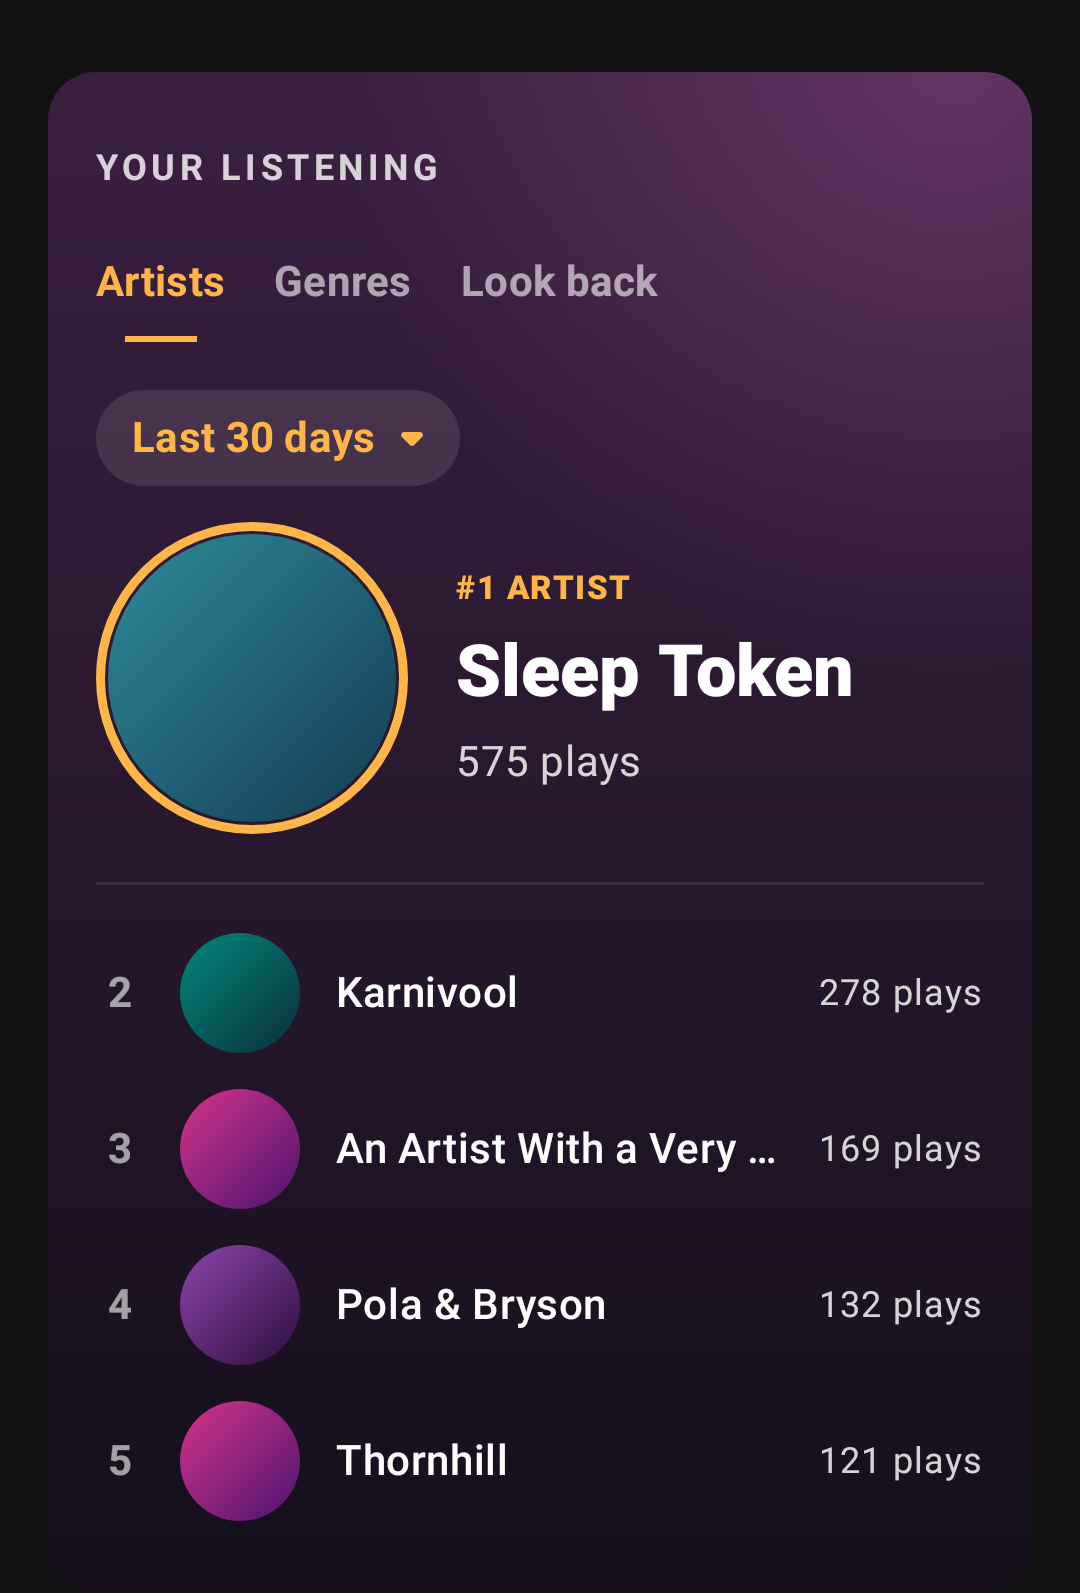 YOUR LISTENING
Artists Genres Look back
Last 30 days
#1 ARTIST
Sleep Token
575 plays
2 Karnivool 278 plays
3 An Artist With a Very … 169 plays
4 Pola & Bryson 132 plays
5 Thornhill 121 plays